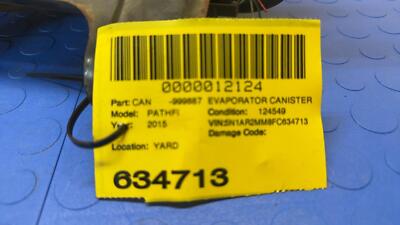 0000012124
Part: CAN -999887 EVAPORATOR CANISTER
Model: PATHFI Condition: 124549
Year: 2015 VIN:5N1AR2MM8FC634713
Damage Code:
Location: YARD
634713